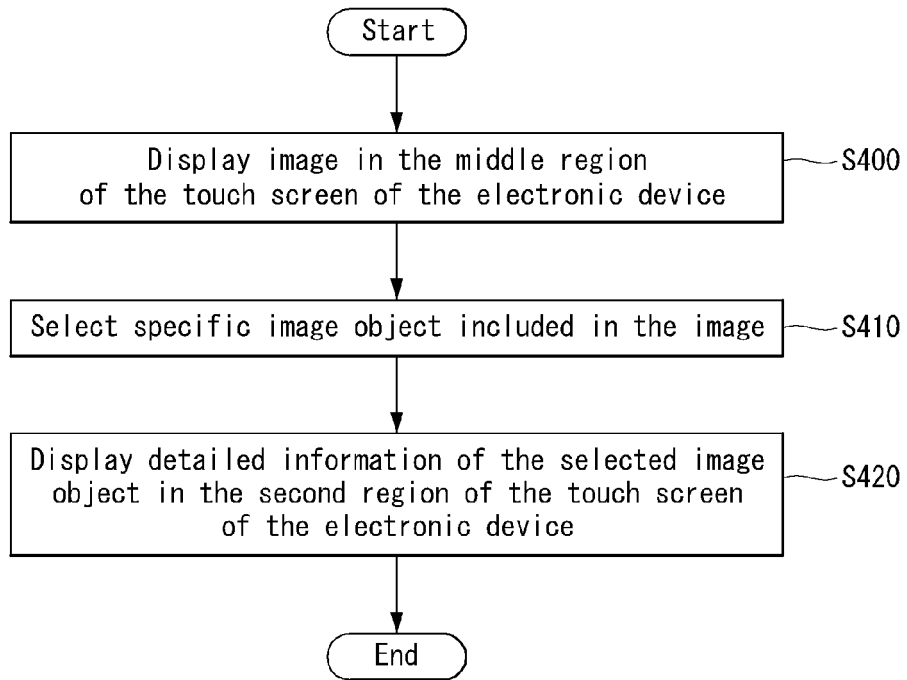 Start
Display image in the middle region
of the touch screen of the electronic device
S400
Select specific image object included in the image
S410
Display detailed information of the selected image
object in the second region of the touch screen
of the electronic device
S420
End